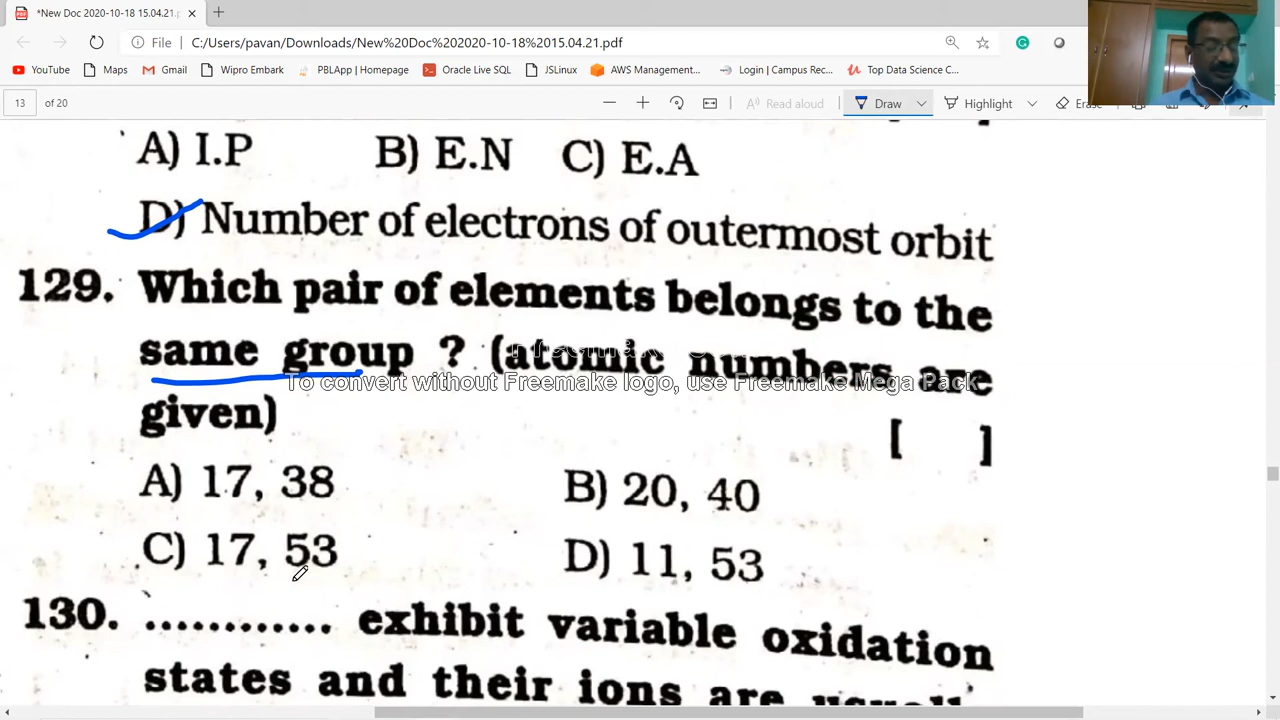 *New Doc 2020-10-18 15.04.21.p
File C:/Users/pavan/Downloads/New%20Doc%202020-10-18%2015.04.21.pdf
YouTube Maps Gmail Wipro Embark PBLApp | Homepage Oracle Live SQL JSLinux AWS Management... Login | Campus Rec... Top Data Science C...
13 of 20 Read aloud Draw Highlight Erase
A) I.P B) E.N C) E.A
D) Number of electrons of outermost orbit
129. Which pair of elements belongs to the
same group ? (atomic numbers are
To convert without Freemake logo, use Freemake Mega Pack
given) [ ]
A) 17, 38 B) 20, 40
C) 17, 53 D) 11, 53
130. ............ exhibit variable oxidation
states and their ions are